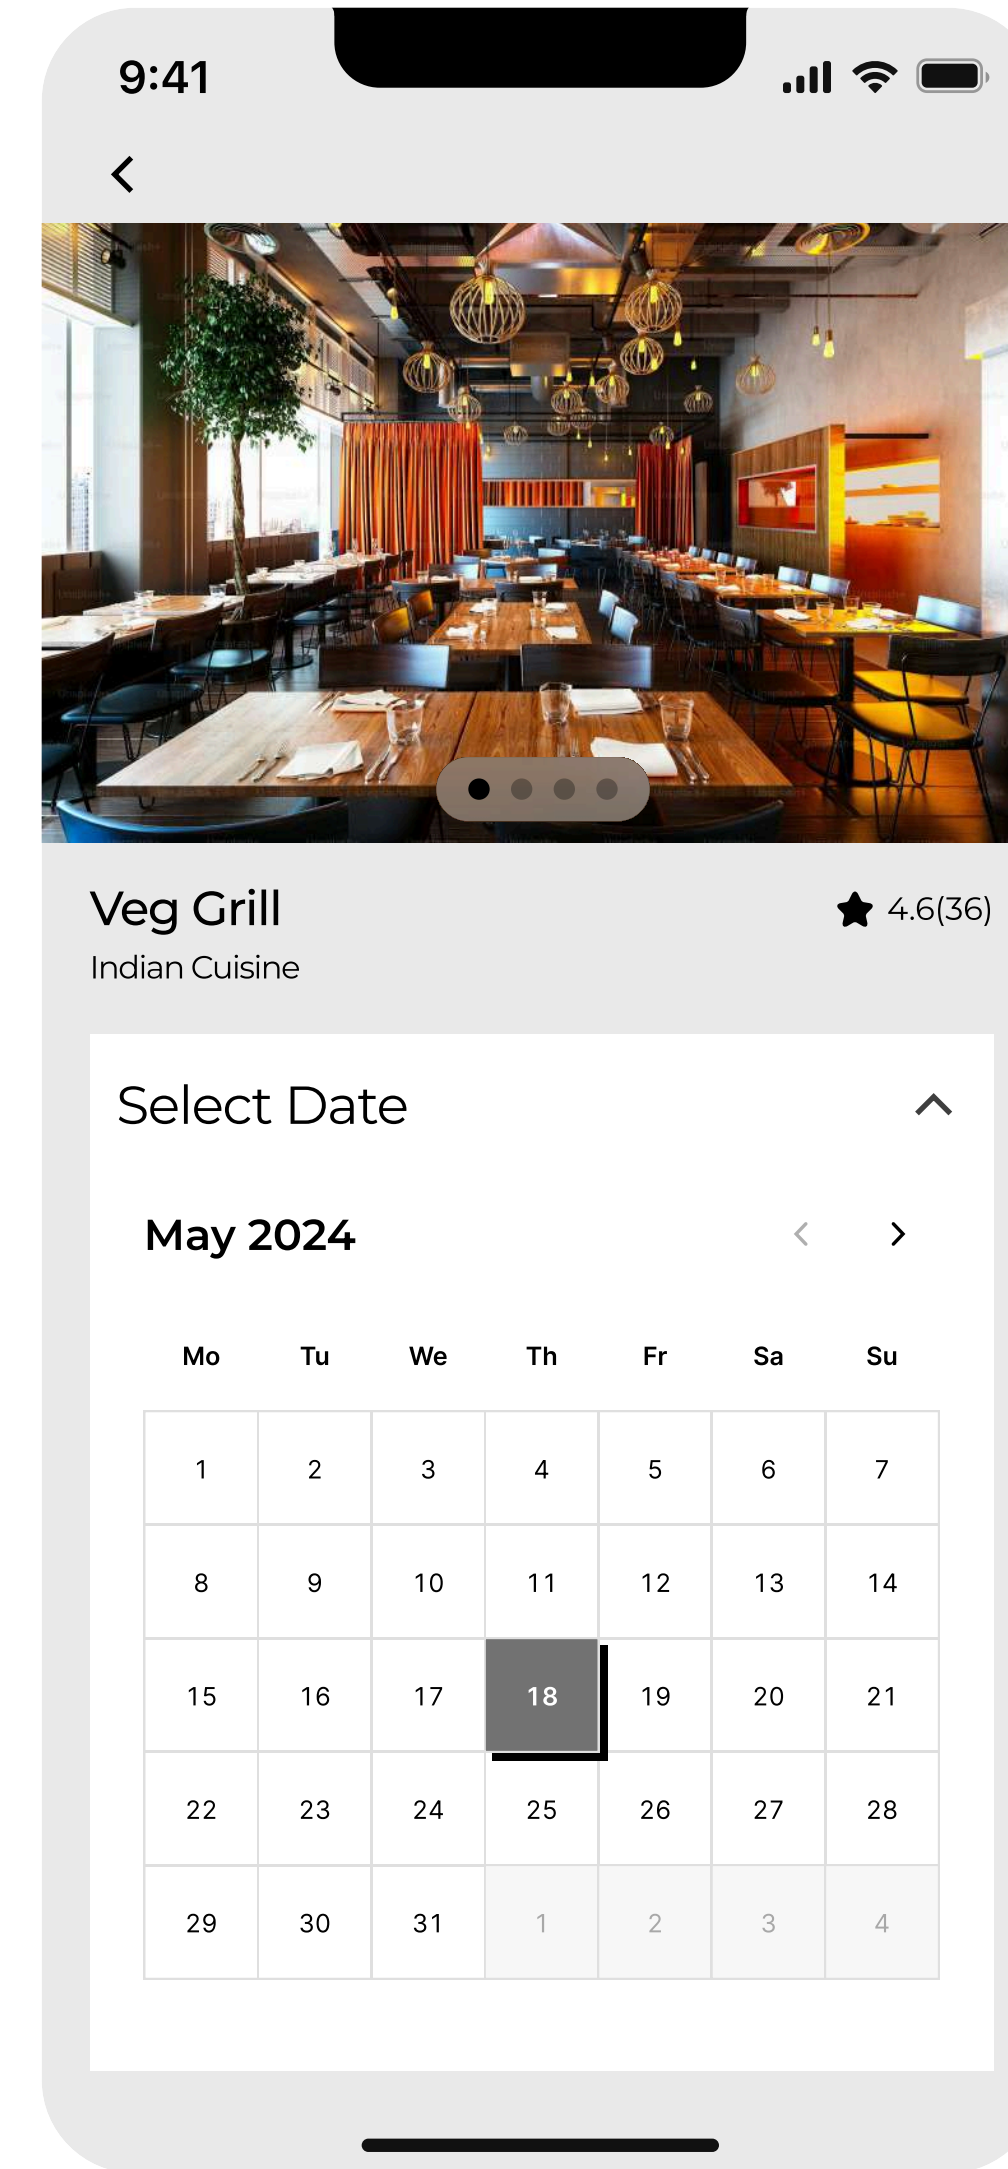 9:41
Veg Grill
4.6(36)
Indian Cuisine
Select Date
May 2024
Mo Tu We Th Fr Sa Su
1 2 3 4 5 6 7
8 9 10 11 12 13 14
15 16 17 18 19 20 21
22 23 24 25 26 27 28
29 30 31 1 2 3 4